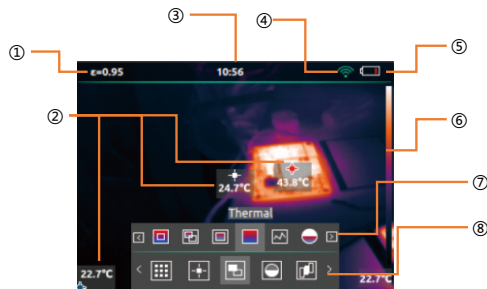 ③
④
①
⑤
ε=0.95
10:56
⑥
②
24.7°C
43.8°C
⑦
Thermal
⑧
22.7°C
22.7°C